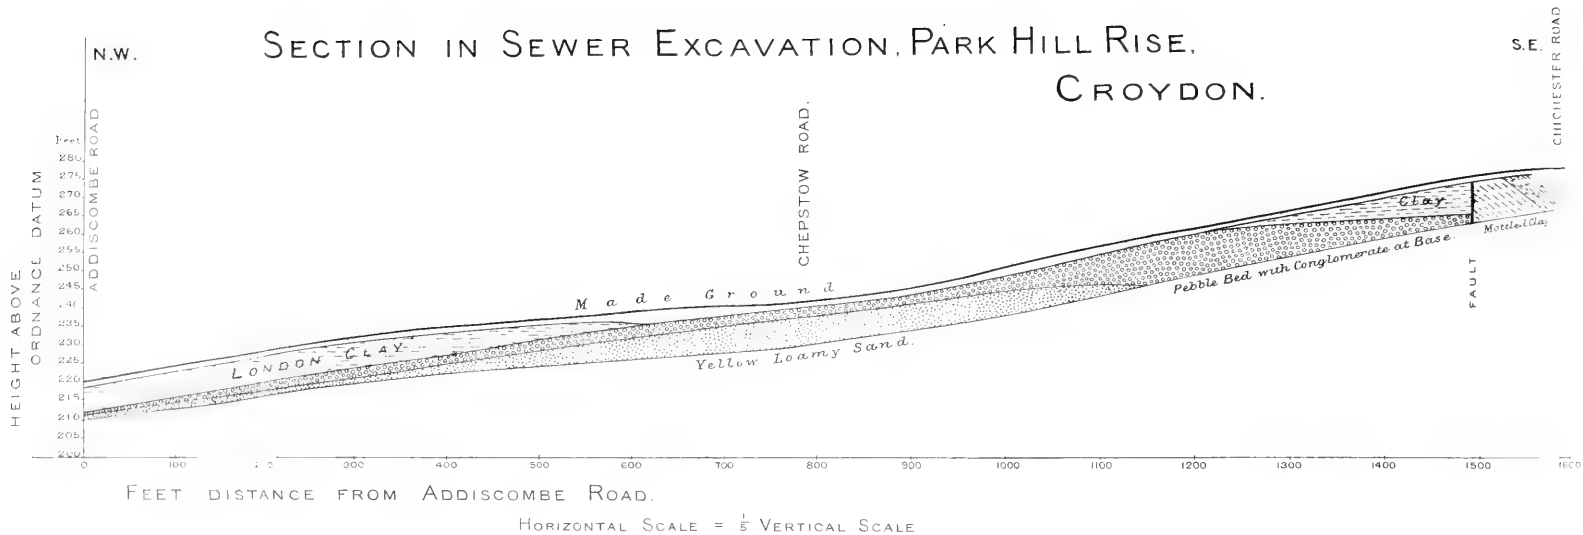 SECTION IN SEWER EXCAVATION, PARK HILL RISE,
CROYDON.
N.W.
S.E.
ADDISCOMBE ROAD
CHEPSTOW ROAD.
CHICHESTER ROAD
HEIGHT ABOVE
ORDNANCE DATUM
Feet
280
275
270
265
260
255
250
245
235
230
225
220
215
210
205
200
Made Ground
LONDON CLAY
Yellow Loamy Sand.
Clay
Pebble Bed with Conglomerate at Base.
Mottled Clay
FAULT
0 100 300 400 500 600 700 800 900 1000 1100 1200 1300 1400 1500 1600
FEET DISTANCE FROM ADDISCOMBE ROAD.
HORIZONTAL SCALE = 1/5 VERTICAL SCALE